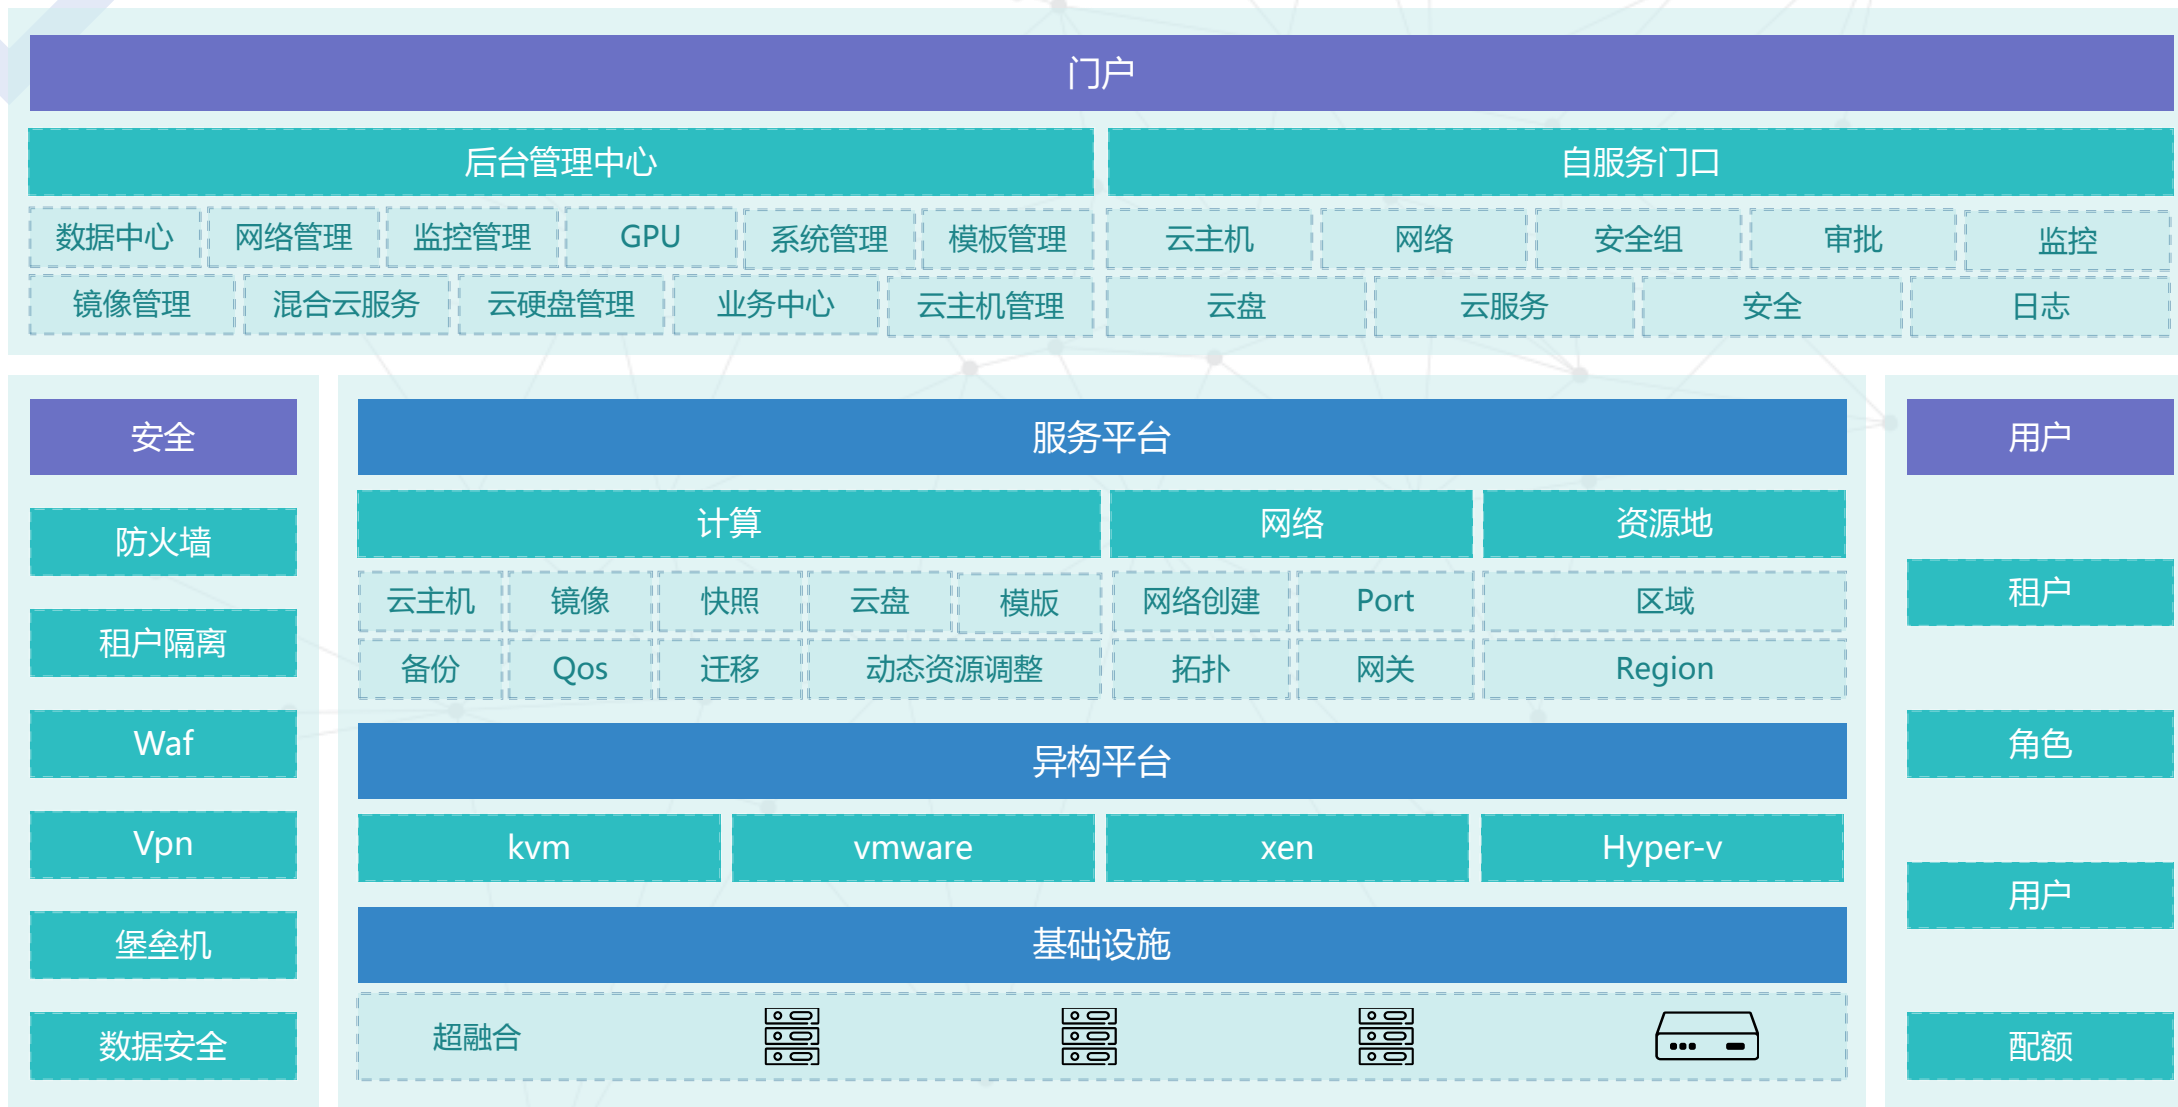 门户
后台管理中心
自服务门口
数据中心 网络管理 监控管理 GPU 系统管理 模板管理
镜像管理 混合云服务 云硬盘管理 业务中心 云主机管理
云主机 网络 安全组 审批 监控
云盘 云服务 安全 日志
安全
防火墙
租户隔离
Waf
Vpn
堡垒机
数据安全
服务平台
计算 网络 资源地
云主机 镜像 快照 云盘 模版 网络创建 Port 区域
备份 Qos 迁移 动态资源调整 拓扑 网关 Region
异构平台
kvm vmware xen Hyper-v
基础设施
超融合
用户
租户
角色
用户
配额